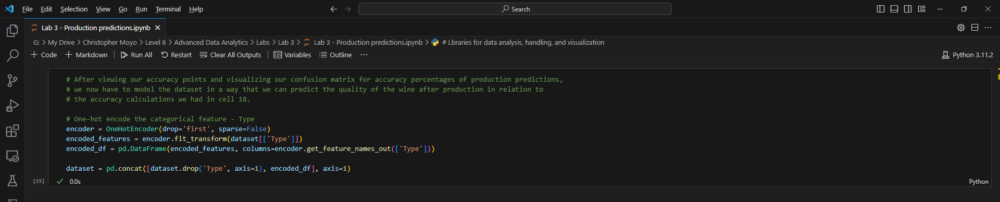 File Edit Selection View Go Run Terminal Help Search
Lab 3 - Production predictions.ipynb
G: > My Drive > Christopher Moyo > Level 6 > Advanced Data Analytics > Labs > Lab 3 > Lab 3 - Production predictions.ipynb > # Lbraries for data analysis, handling, and visualization
+ Code + Markdown | Run All Restart Clear All Outputs | Variables Outline ··· Python 3.11.2
# After viewing our accuracy points and visualizing our confusion matrix for accuracy percentages of production predictions,
# we now have to model the dataset in a way that we can predict the quality of the wine after production in relation to
# the accuracy calculations we had in cell 18.
# One-hot encode the categorical feature - Type
encoder = OneHotEncoder(drop='first', sparse=False)
encoded_features = encoder.fit_transform(dataset[['Type']])
encoded_df = pd.DataFrame(encoded_features, columns=encoder.get_feature_names_out(['Type']))
dataset = pd.concat([dataset.drop('Type', axis=1), encoded_df], axis=1)
[15] 0.0s Python